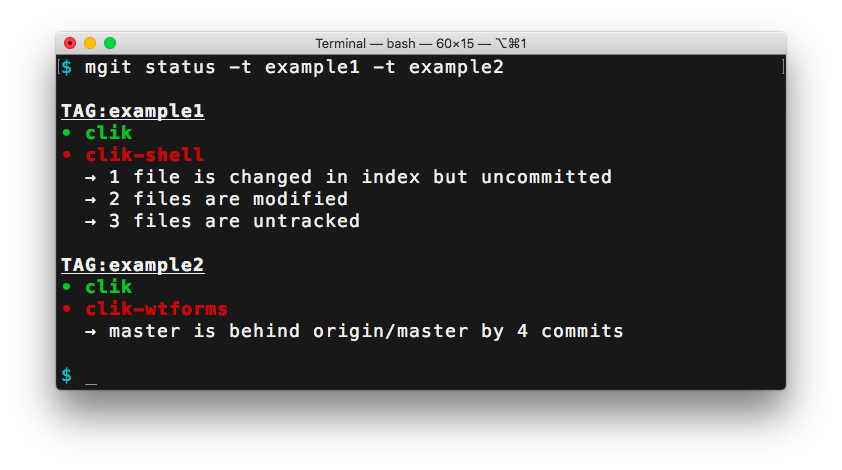 Terminal — bash — 60×15 — ⌥⌘1
[$ mgit status -t example1 -t example2 ]
TAG:example1
• clik
• clik-shell
→ 1 file is changed in index but uncommitted
→ 2 files are modified
→ 3 files are untracked
TAG:example2
• clik
• clik-wtforms
→ master is behind origin/master by 4 commits
$ _